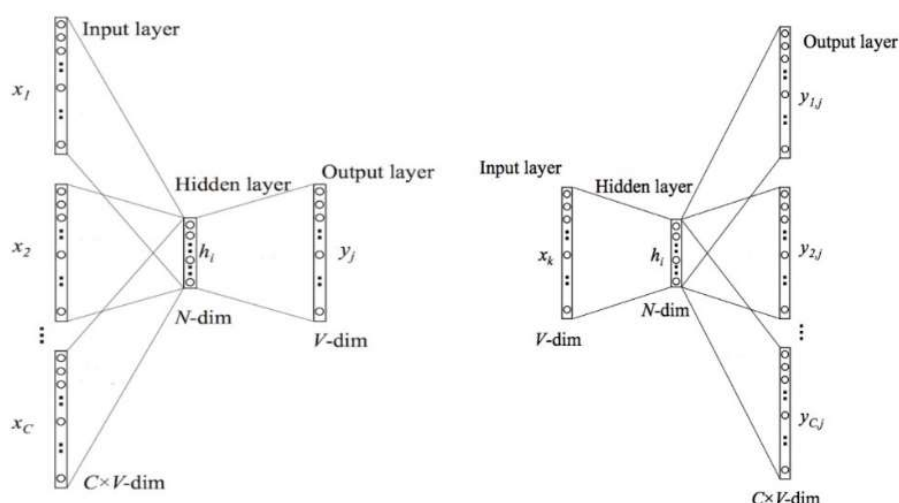 Input layer
x1
Hidden layer
Output layer
x2
hi
yj
N-dim
V-dim
xC
C×V-dim
Output layer
y1,j
Input layer
Hidden layer
xk
hi
y2,j
N-dim
V-dim
yC,j
C×V-dim